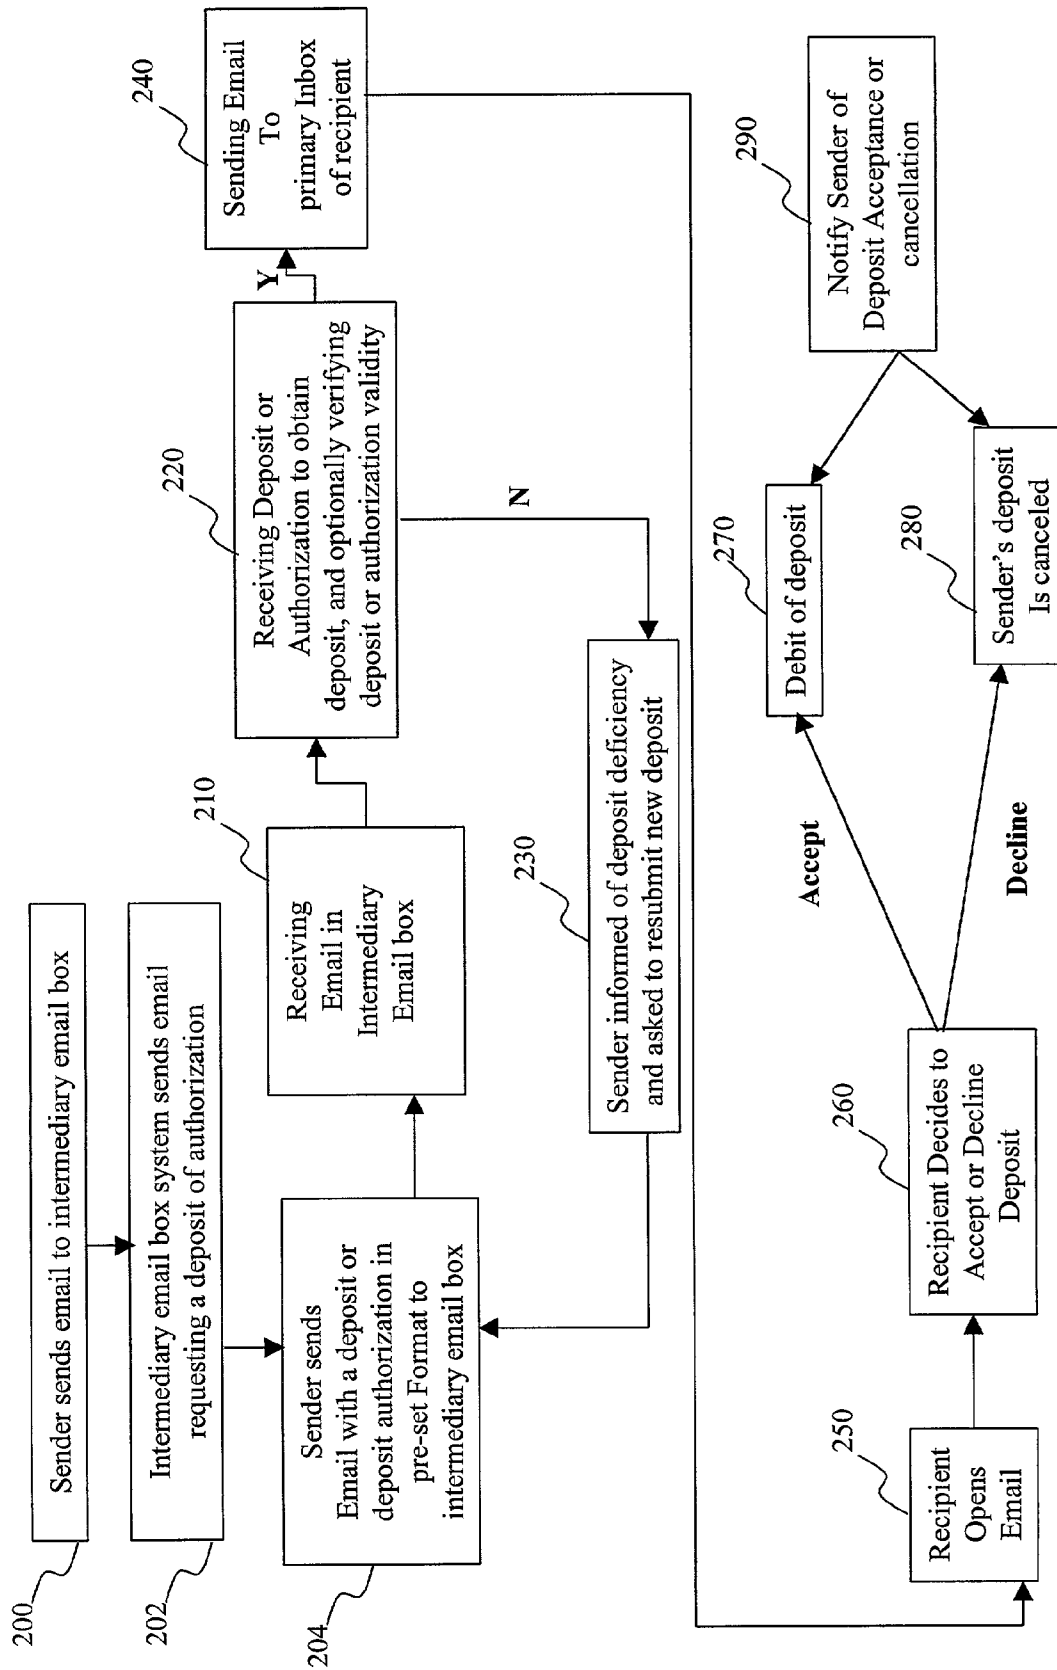 200
Sender sends email to intermediary email box
202
Intermediary email box system sends email
requesting a deposit of authorization
204
Sender sends
Email with a deposit or
deposit authorization in
pre-set Format to
intermediary email box
210
Receiving
Email in
Intermediary
Email box
220
Receiving Deposit or
Authorization to obtain
deposit, and optionally verifying
deposit or authorization validity
Y
N
240
Sending Email
To
primary Inbox
of recipient
230
Sender informed of deposit deficiency
and asked to resubmit new deposit
250
Recipient
Opens
Email
260
Recipient Decides to
Accept or Decline
Deposit
Accept
Decline
270
Debit of deposit
280
Sender's deposit
Is canceled
290
Notify Sender of
Deposit Acceptance or
cancellation